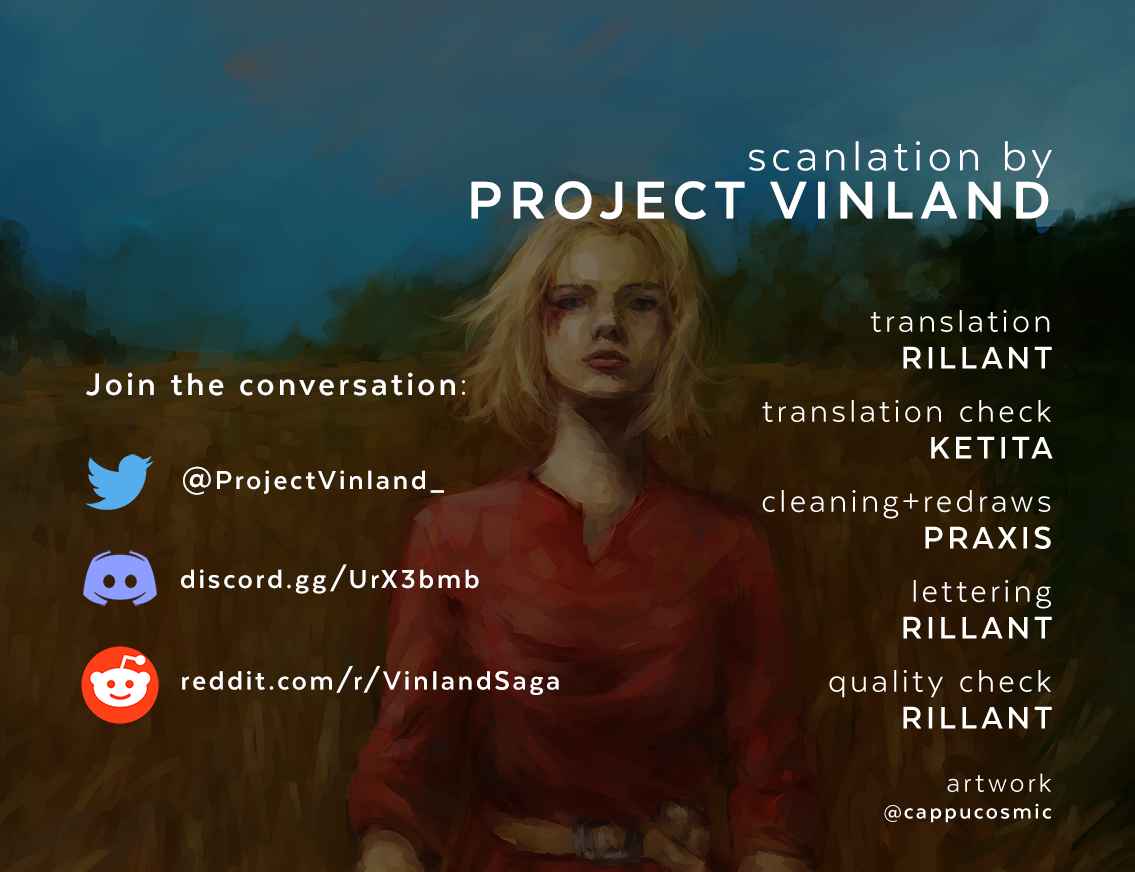 scanlation by
PROJECT VINLAND
Join the conversation:
@ProjectVinland_
discord.gg/UrX3bmb
reddit.com/r/VinlandSaga
translation
RILLANT
translation check
KETITA
cleaning+redraws
PRAXIS
lettering
RILLANT
quality check
RILLANT
artwork
@cappucosmic